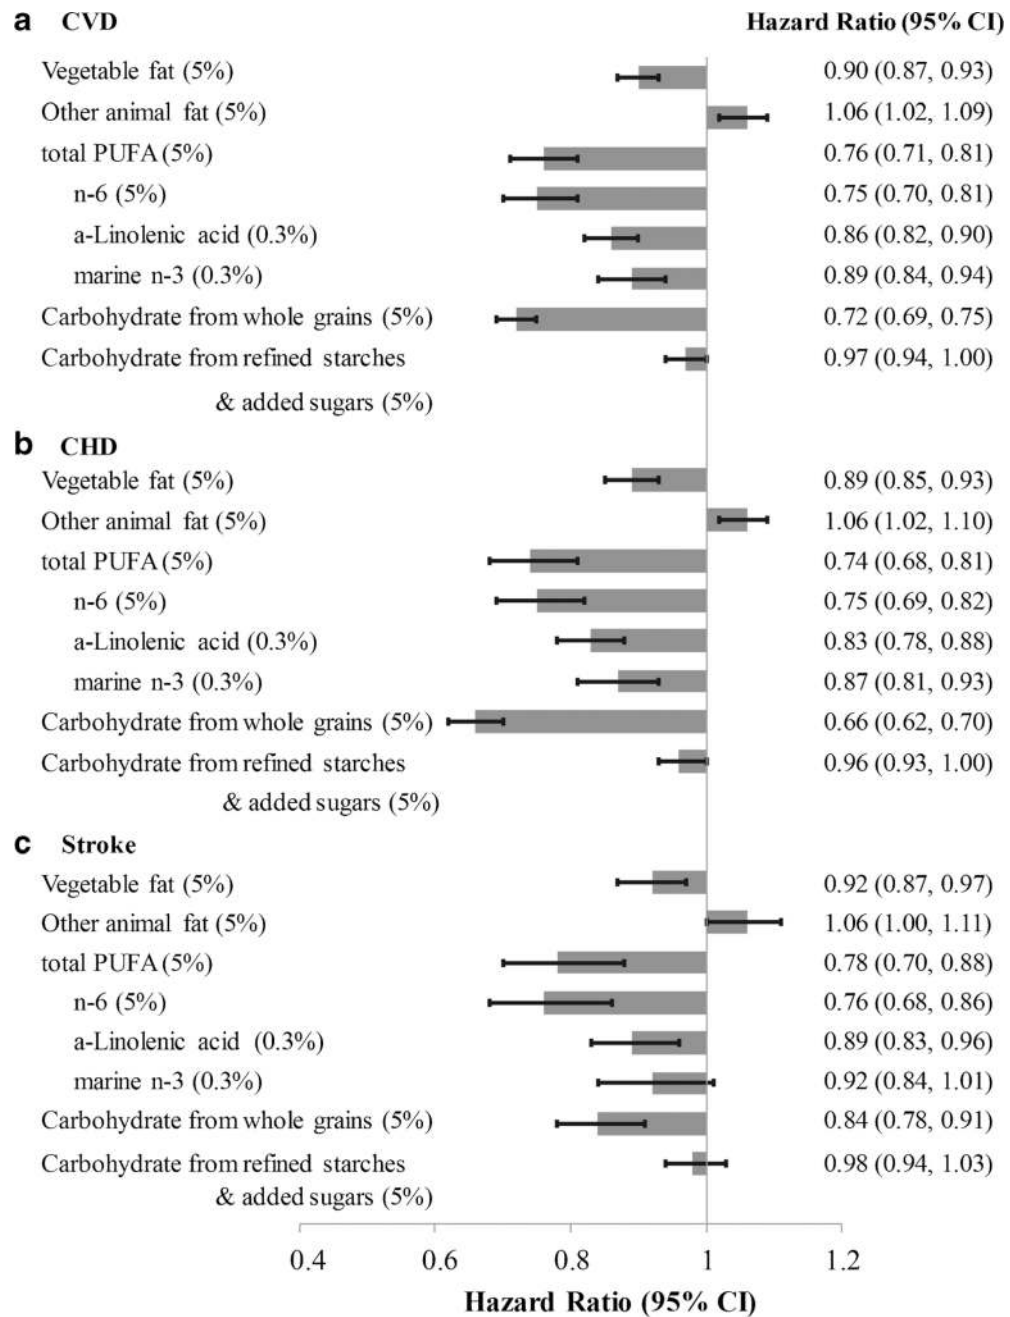 a CVD Hazard Ratio (95% CI)
Vegetable fat (5%) 0.90 (0.87, 0.93)
Other animal fat (5%) 1.06 (1.02, 1.09)
total PUFA (5%) 0.76 (0.71, 0.81)
n-6 (5%) 0.75 (0.70, 0.81)
a-Linolenic acid (0.3%) 0.86 (0.82, 0.90)
marine n-3 (0.3%) 0.89 (0.84, 0.94)
Carbohydrate from whole grains (5%) 0.72 (0.69, 0.75)
Carbohydrate from refined starches 0.97 (0.94, 1.00)
& added sugars (5%)
b CHD
Vegetable fat (5%) 0.89 (0.85, 0.93)
Other animal fat (5%) 1.06 (1.02, 1.10)
total PUFA (5%) 0.74 (0.68, 0.81)
n-6 (5%) 0.75 (0.69, 0.82)
a-Linolenic acid (0.3%) 0.83 (0.78, 0.88)
marine n-3 (0.3%) 0.87 (0.81, 0.93)
Carbohydrate from whole grains (5%) 0.66 (0.62, 0.70)
Carbohydrate from refined starches 0.96 (0.93, 1.00)
& added sugars (5%)
c Stroke
Vegetable fat (5%) 0.92 (0.87, 0.97)
Other animal fat (5%) 1.06 (1.00, 1.11)
total PUFA (5%) 0.78 (0.70, 0.88)
n-6 (5%) 0.76 (0.68, 0.86)
a-Linolenic acid (0.3%) 0.89 (0.83, 0.96)
marine n-3 (0.3%) 0.92 (0.84, 1.01)
Carbohydrate from whole grains (5%) 0.84 (0.78, 0.91)
Carbohydrate from refined starches 0.98 (0.94, 1.03)
& added sugars (5%)
0.4 0.6 0.8 1 1.2
Hazard Ratio (95% CI)